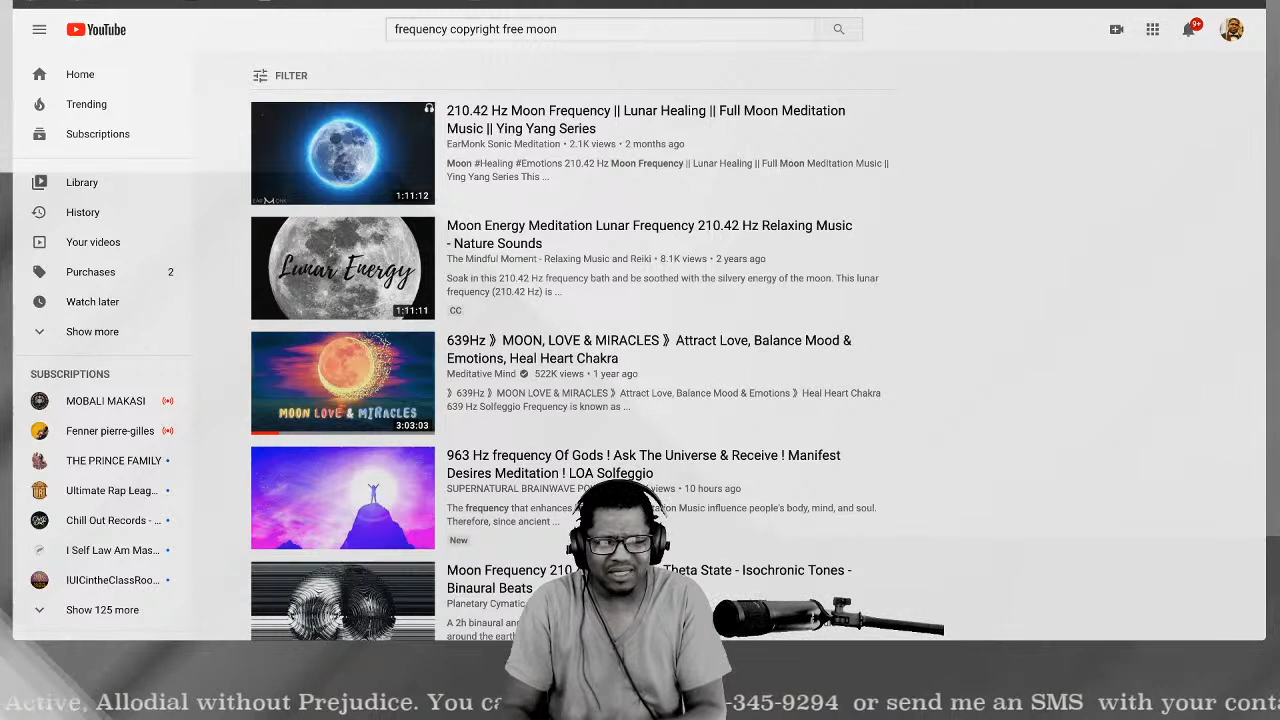 YouTube
frequency copyright free moon
9+
Home
Trending
Subscriptions
Library
History
Your videos
Purchases 2
Watch later
Show more
SUBSCRIPTIONS
MOBALI MAKASI
Fenner pierre-gilles
THE PRINCE FAMILY
Ultimate Rap Leag...
Chill Out Records - ...
I Self Law Am Mas...
IUICintheClassRoo...
Show 125 more
FILTER
1:11:12
210.42 Hz Moon Frequency || Lunar Healing || Full Moon Meditation
Music || Ying Yang Series
EarMonk Sonic Meditation • 2.1K views • 2 months ago
Moon #Healing #Emotions 210.42 Hz Moon Frequency || Lunar Healing || Full Moon Meditation Music ||
Ying Yang Series This ...
Lunar Energy
1:11:11
Moon Energy Meditation Lunar Frequency 210.42 Hz Relaxing Music
- Nature Sounds
The Mindful Moment - Relaxing Music and Reiki • 8.1K views • 2 years ago
Soak in this 210.42 Hz frequency bath and be soothed with the silvery energy of the moon. This lunar
frequency (210.42 Hz) is ...
CC
MOON LOVE & MIRACLES
3:03:03
639Hz 》MOON, LOVE & MIRACLES 》Attract Love, Balance Mood &
Emotions, Heal Heart Chakra
Meditative Mind 522K views • 1 year ago
》639Hz 》MOON LOVE & MIRACLES 》Attract Love, Balance Mood & Emotions 》Heal Heart Chakra
639 Hz Solfeggio Frequency is known as ...
963 Hz frequency Of Gods ! Ask The Universe & Receive ! Manifest
Desires Meditation ! LOA Solfeggio
SUPERNATURAL BRAINWAVE views • 10 hours ago
The frequency that enhances Music influence people's body, mind, and soul.
Therefore, since ancient ...
New
Moon Frequency 210 Theta State - Isochronic Tones -
Binaural Beats
Planetary Cymatic
A 2h binaural an
around the earth
Active, Allodial without Prejudice. You -345-9294 or send me an SMS with your